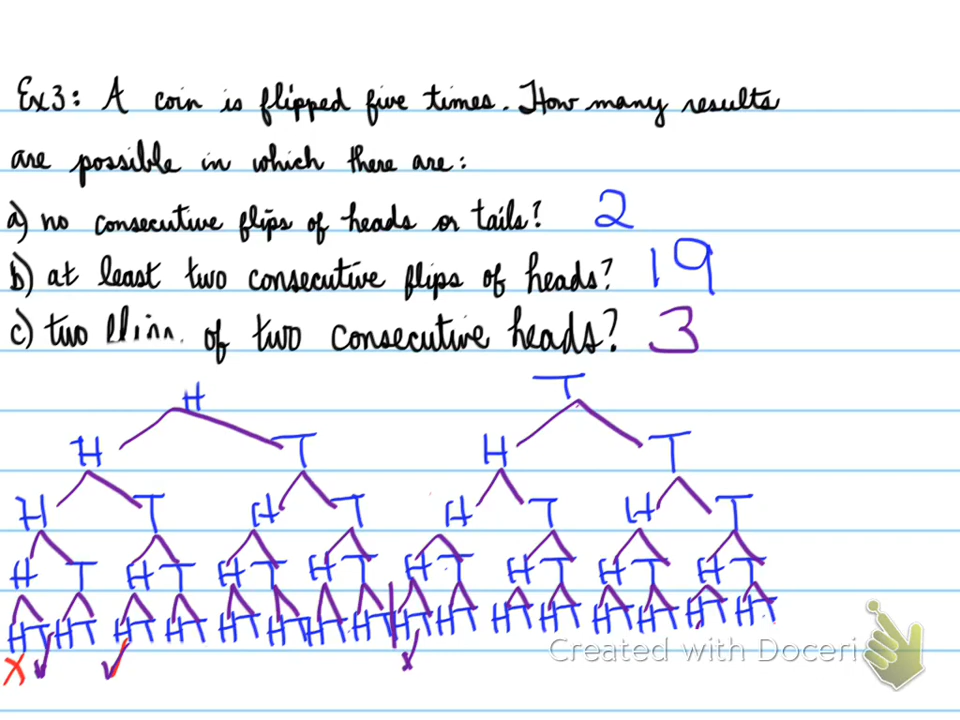 Ex3: A coin is flipped five times. How many results
are possible in which there are:
a) no consecutive flips of heads or tails? 2
b) at least two consecutive flips of heads? 19
c) two of two consecutive heads? 3
H T
H T H T
H T H T H T H T
H T H T H T H T H T H T H T H T
H T H T H T H T H T H T H T H T H T H T H T H T H T H T H T H T
Created with Doceri